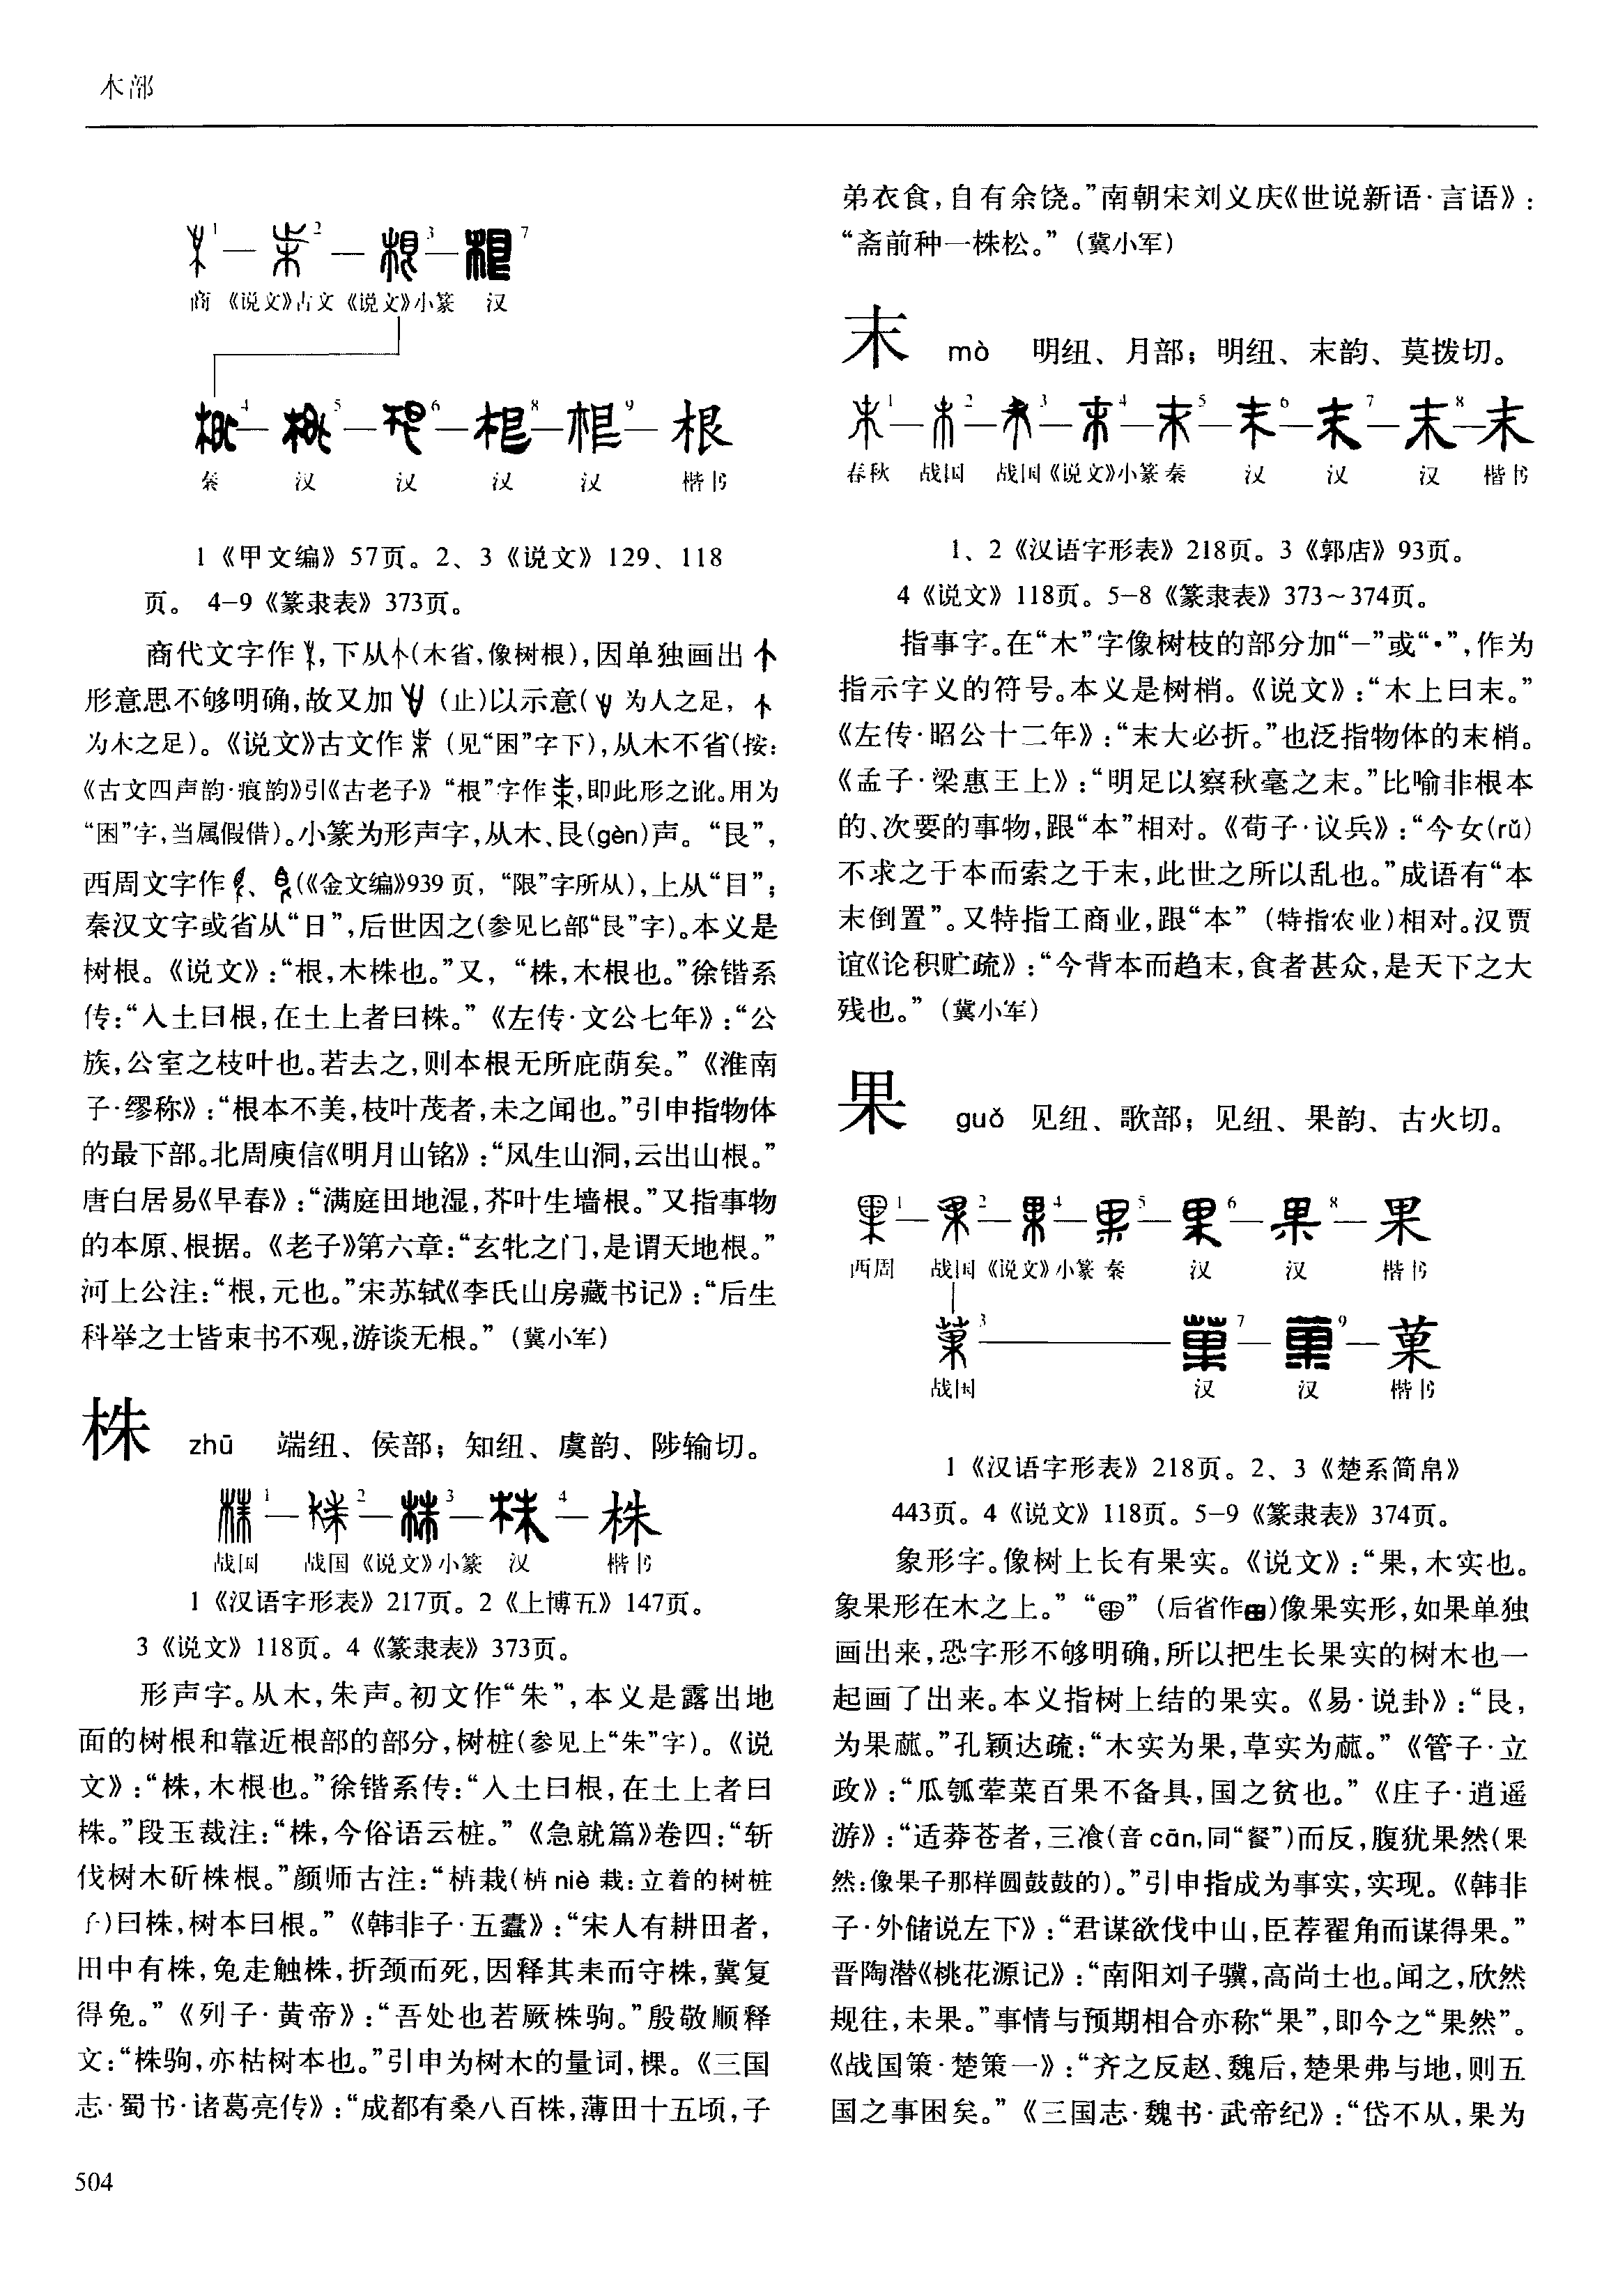 木部
1 2 3 7
商 《说文》古文 《说文》小篆 汉
4 5 6 8 9 根
秦 汉 汉 汉 汉 楷书
1《甲文编》57页。2、3《说文》129、118
页。 4-9《篆隶表》373页。
商代文字作,下从(木省,像树根),因单独画出
形意思不够明确,故又加 (止)以示意( 为人之足,
为木之足)。《说文》古文作 (见“困”字下),从木不省(按:
《古文四声韵·痕韵》引《古老子》“根”字作,即此形之讹。用为
“困”字,当属假借)。小篆为形声字,从木、艮(gèn)声。“艮”,
西周文字作、(《金文编》939页,“限”字所从),上从“目”;
秦汉文字或省从“日”,后世因之(参见匕部“艮”字)。本义是
树根。《说文》:“根,木株也。”又,“株,木根也。”徐锴系
传:“入土曰根,在土上者曰株。”《左传·文公七年》:“公
族,公室之枝叶也。若去之,则本根无所庇荫矣。”《淮南
子·缪称》:“根本不美,枝叶茂者,未之闻也。”引申指物体
的最下部。北周庾信《明月山铭》:“风生山洞,云出山根。”
唐白居易《早春》:“满庭田地湿,荠叶生墙根。”又指事物
的本原、根据。《老子》第六章:“玄牝之门,是谓天地根。”
河上公注:“根,元也。”宋苏轼《李氏山房藏书记》:“后生
科举之士皆束书不观,游谈无根。”(冀小军)
株 zhū 端纽、侯部;知纽、虞韵、陟输切。
1 2 3 4 株
战国 战国 《说文》小篆 汉 楷书
1《汉语字形表》217页。2《上博五》147页。
3《说文》118页。4《篆隶表》373页。
形声字。从木,朱声。初文作“朱”,本义是露出地
面的树根和靠近根部的部分,树桩(参见上“朱”字)。《说
文》:“株,木根也。”徐锴系传:“入土曰根,在土上者曰
株。”段玉裁注:“株,今俗语云桩。”《急就篇》卷四:“斩
伐树木斫株根。”颜师古注:“枿栽(枿niè栽:立着的树桩
子)曰株,树本曰根。”《韩非子·五蠹》:“宋人有耕田者,
田中有株,兔走触株,折颈而死,因释其耒而守株,冀复
得兔。”《列子·黄帝》:“吾处也若厥株驹。”殷敬顺释
文:“株驹,亦枯树本也。”引申为树木的量词,棵。《三国
志·蜀书·诸葛亮传》:“成都有桑八百株,薄田十五顷,子
弟衣食,自有余饶。”南朝宋刘义庆《世说新语·言语》:
“斋前种一株松。”(冀小军)
末 mò 明纽、月部;明纽、末韵、莫拨切。
1 2 3 4 5 6 7 8 末
春秋 战国 战国 《说文》小篆 秦 汉 汉 汉 楷书
1、2《汉语字形表》218页。3《郭店》93页。
4《说文》118页。5-8《篆隶表》373~374页。
指事字。在“木”字像树枝的部分加“-”或“•”,作为
指示字义的符号。本义是树梢。《说文》:“木上曰末。”
《左传·昭公十二年》:“末大必折。”也泛指物体的末梢。
《孟子·梁惠王上》:“明足以察秋毫之末。”比喻非根本
的、次要的事物,跟“本”相对。《荀子·议兵》:“今女(rǔ)
不求之于本而索之于末,此世之所以乱也。”成语有“本
末倒置”。又特指工商业,跟“本”(特指农业)相对。汉贾
谊《论积贮疏》:“今背本而趋末,食者甚众,是天下之大
残也。”(冀小军)
果 guǒ 见纽、歌部;见纽、果韵、古火切。
1 2 4 5 6 8 果
西周 战国 《说文》小篆 秦 汉 汉 楷书
3 7 9 菓
战国 汉 汉 楷书
1《汉语字形表》218页。2、3《楚系简帛》
443页。4《说文》118页。5-9《篆隶表》374页。
象形字。像树上长有果实。《说文》:“果,木实也。
象果形在木之上。”“”(后省作)像果实形,如果单独
画出来,恐字形不够明确,所以把生长果实的树木也一
起画了出来。本义指树上结的果实。《易·说卦》:“艮,
为果蓏。”孔颖达疏:“木实为果,草实为蓏。”《管子·立
政》:“瓜瓠荤菜百果不备具,国之贫也。”《庄子·逍遥
游》:“适莽苍者,三飡(音cān,同“餐”)而反,腹犹果然(果
然:像果子那样圆鼓鼓的)。”引申指成为事实,实现。《韩非
子·外储说左下》:“君谋欲伐中山,臣荐翟角而谋得果。”
晋陶潜《桃花源记》:“南阳刘子骥,高尚士也。闻之,欣然
规往,未果。”事情与预期相合亦称“果”,即今之“果然”。
《战国策·楚策一》:“齐之反赵、魏后,楚果弗与地,则五
国之事困矣。”《三国志·魏书·武帝纪》:“岱不从,果为
504